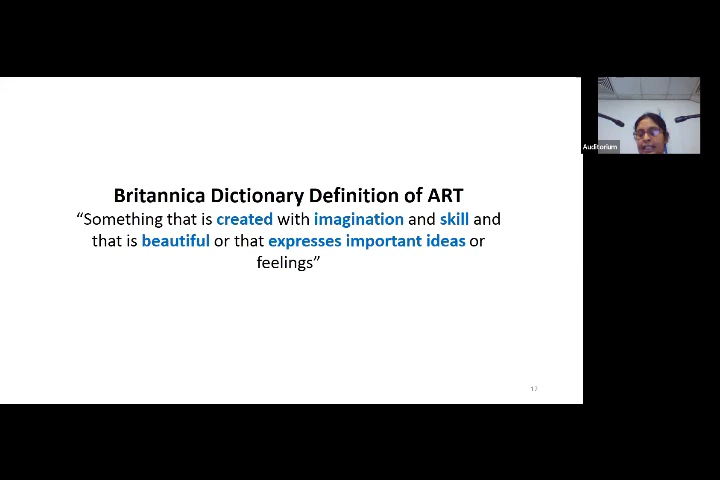 Britannica Dictionary Definition of ART
“Something that is created with imagination and skill and
that is beautiful or that expresses important ideas or
feelings”
Auditorium